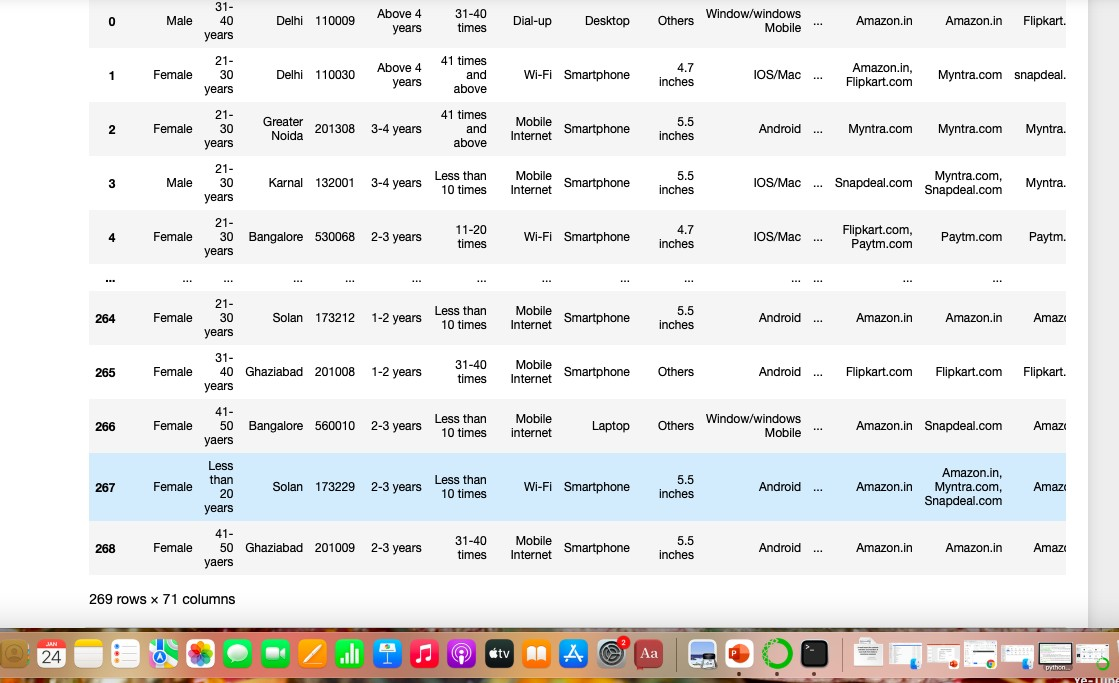 0 Male 31-40 years Delhi 110009 Above 4 years 31-40 times Dial-up Desktop Others Window/windows Mobile ... Amazon.in Amazon.in Flipkart.
1 Female 21-30 years Delhi 110030 Above 4 years 41 times and above Wi-Fi Smartphone 4.7 inches IOS/Mac ... Amazon.in, Flipkart.com Myntra.com snapdeal.
2 Female 21-30 years Greater Noida 201308 3-4 years 41 times and above Mobile Internet Smartphone 5.5 inches Android ... Myntra.com Myntra.com Myntra.
3 Male 21-30 years Karnal 132001 3-4 years Less than 10 times Mobile Internet Smartphone 5.5 inches IOS/Mac ... Snapdeal.com Myntra.com, Snapdeal.com Myntra.
4 Female 21-30 years Bangalore 530068 2-3 years 11-20 times Wi-Fi Smartphone 4.7 inches IOS/Mac ... Flipkart.com, Paytm.com Paytm.com Paytm.
... ... ... ... ... ... ... ... ... ... ... ... ... ...
264 Female 21-30 years Solan 173212 1-2 years Less than 10 times Mobile Internet Smartphone 5.5 inches Android ... Amazon.in Amazon.in Amaz
265 Female 31-40 years Ghaziabad 201008 1-2 years 31-40 times Mobile Internet Smartphone Others Android ... Flipkart.com Flipkart.com Flipkart.
266 Female 41-50 yaers Bangalore 560010 2-3 years Less than 10 times Mobile internet Laptop Others Window/windows Mobile ... Amazon.in Snapdeal.com Amaz
267 Female Less than 20 years Solan 173229 2-3 years Less than 10 times Wi-Fi Smartphone 5.5 inches Android ... Amazon.in Amazon.in, Myntra.com, Snapdeal.com Amaz
268 Female 41-50 yaers Ghaziabad 201009 2-3 years 31-40 times Mobile Internet Smartphone 5.5 inches Android ... Amazon.in Amazon.in Amaz
269 rows × 71 columns
JAN
24
tv
2
Aa
P
>_
python